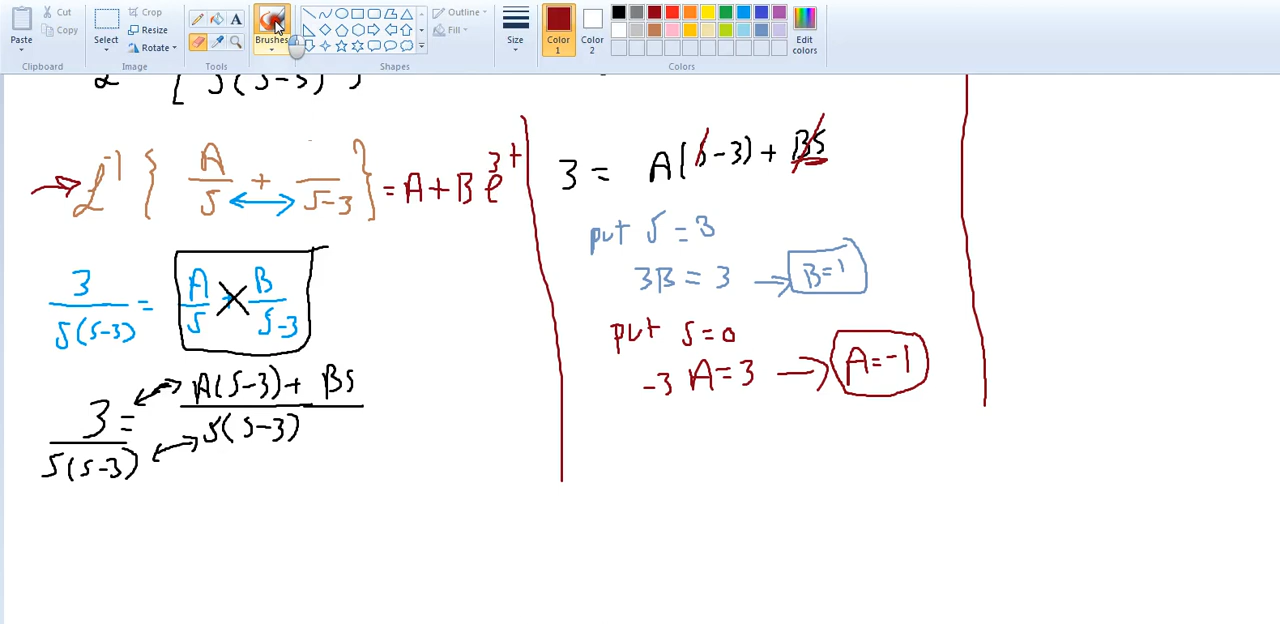 Paste
Cut
Copy
Clipboard
Select
Crop
Resize
Rotate
Image
A
Tools
Brushes
Outline
Fill
Shapes
Size
Color 1
Color 2
Edit colors
Colors
ℒ⁻¹ { A/s + /s-3 } = A + B e^3t
3/s(s-3) = A/s + B/s-3
3/s(s-3) = A(s-3) + Bs/s(s-3)
3 = A(s-3) + Bs
put s = 3
3B = 3 → B=1
put s=0
-3 A = 3 → A=-1